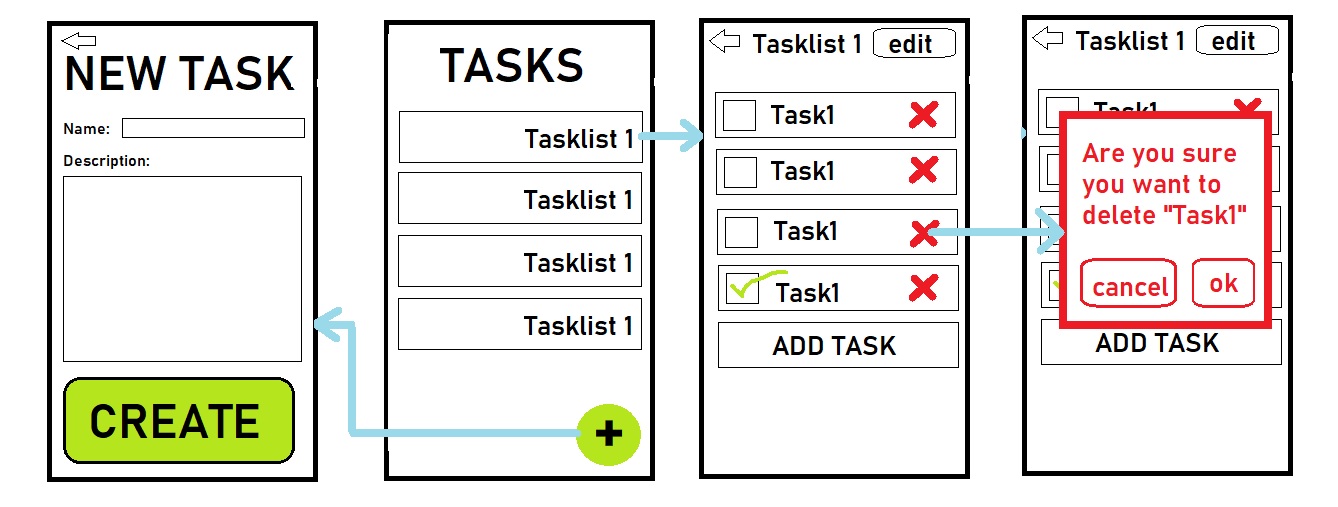 NEW TASK
Name:
Description:
CREATE
TASKS
Tasklist 1
Tasklist 1
Tasklist 1
Tasklist 1
+
Tasklist 1 edit
Task1
Task1
Task1
Task1
ADD TASK
Tasklist 1 edit
Task1
Are you sure
you want to
delete "Task1"
cancel ok
ADD TASK